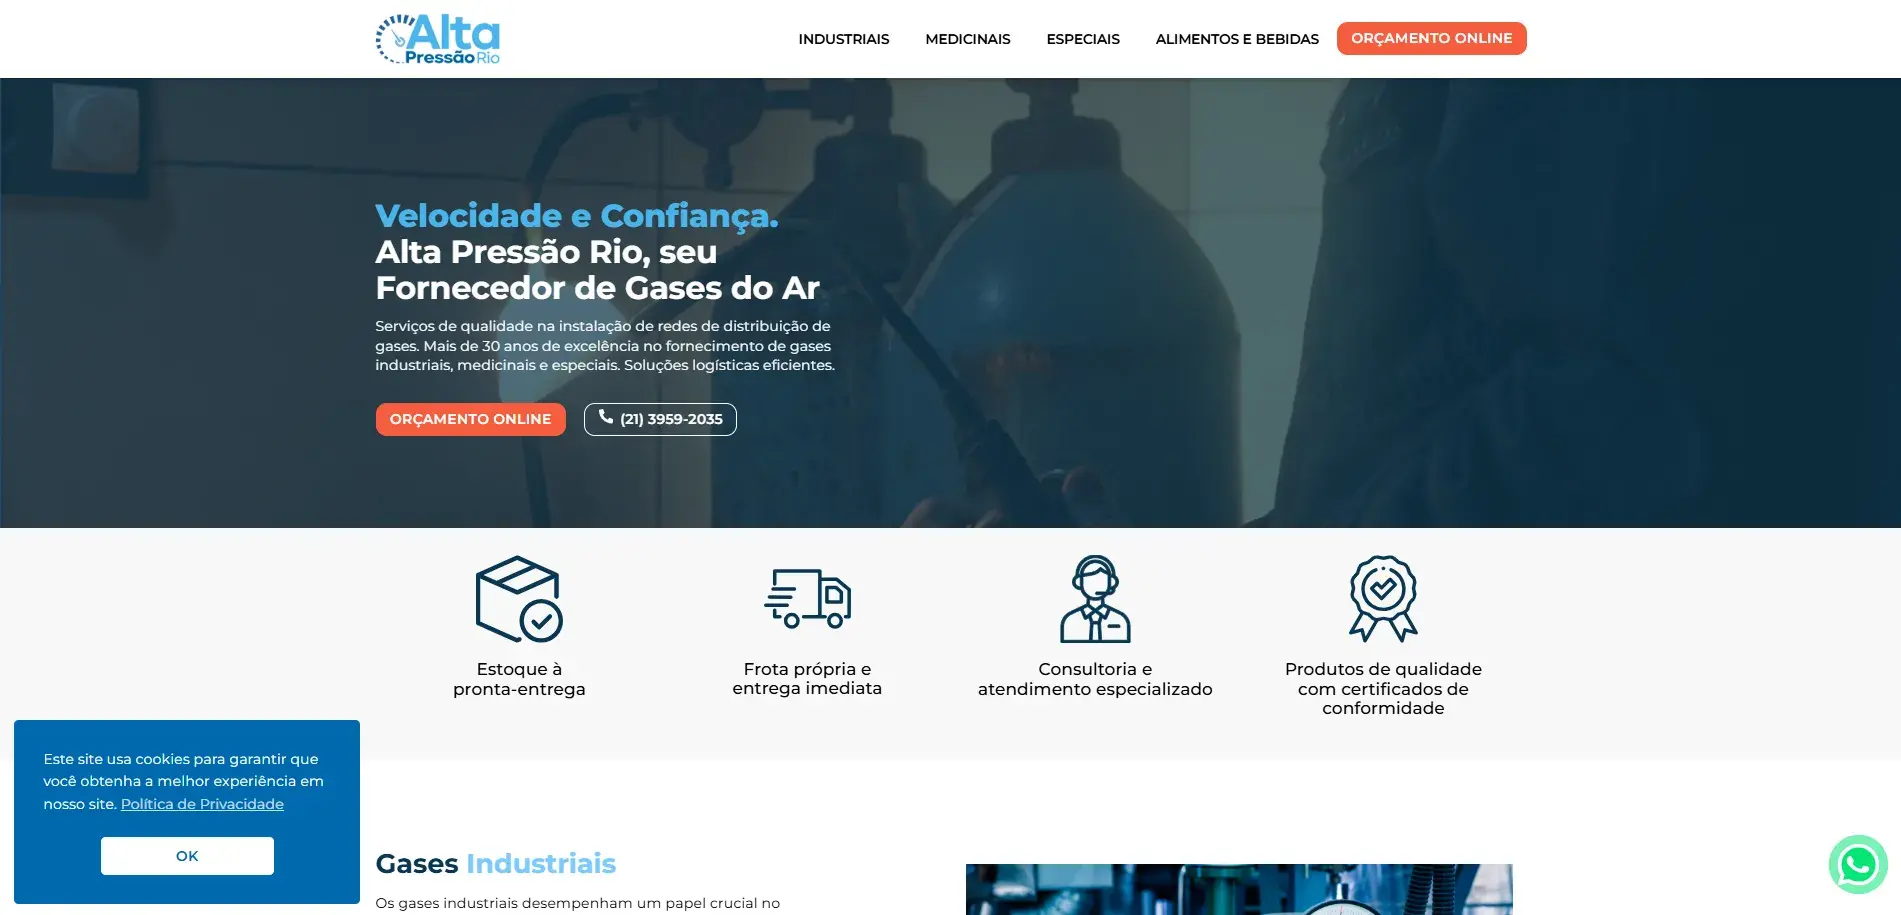 Alta
Pressão Rio
INDUSTRIAIS
MEDICINAIS
ESPECIAIS
ALIMENTOS E BEBIDAS
ORÇAMENTO ONLINE
Velocidade e Confiança.
Alta Pressão Rio, seu
Fornecedor de Gases do Ar
Serviços de qualidade na instalação de redes de distribuição de
gases. Mais de 30 anos de excelência no fornecimento de gases
industriais, medicinais e especiais. Soluções logísticas eficientes.
ORÇAMENTO ONLINE
(21) 3959-2035
Estoque à
pronta-entrega
Frota própria e
entrega imediata
Consultoria e
atendimento especializado
Produtos de qualidade
com certificados de
conformidade
Este site usa cookies para garantir que
você obtenha a melhor experiência em
nosso site. Política de Privacidade
OK
Gases Industriais
Os gases industriais desempenham um papel crucial no